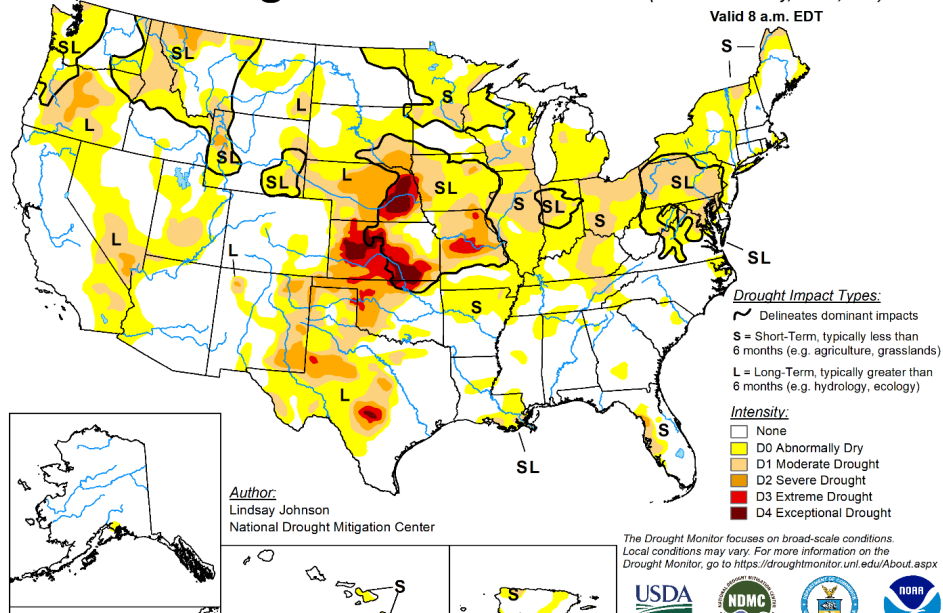 Valid 8 a.m. EDT
S
SL
SL
S
L
L
SL
L
SL
SL
S
SL
S
SL
L
L
SL
S
L
S
SL
Drought Impact Types:
Delineates dominant impacts
S = Short-Term, typically less than
6 months (e.g. agriculture, grasslands)
L = Long-Term, typically greater than
6 months (e.g. hydrology, ecology)
Intensity:
None
D0 Abnormally Dry
D1 Moderate Drought
D2 Severe Drought
D3 Extreme Drought
D4 Exceptional Drought
Author:
Lindsay Johnson
National Drought Mitigation Center
The Drought Monitor focuses on broad-scale conditions.
Local conditions may vary. For more information on the
Drought Monitor, go to https://droughtmonitor.unl.edu/About.aspx
S
S
USDA
NDMC
NOAA